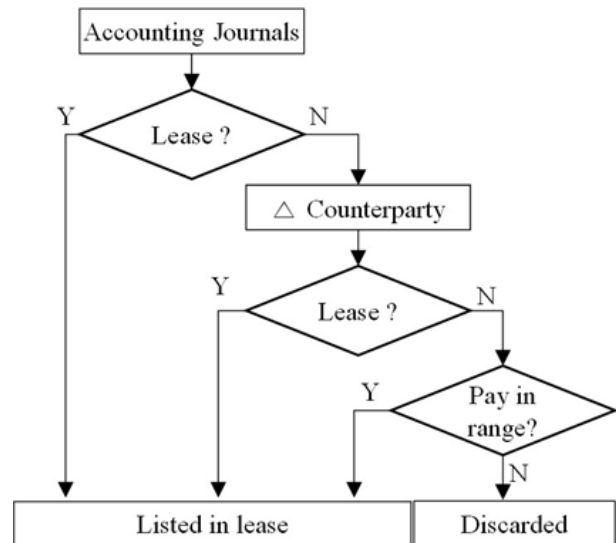 Accounting Journals
Y
Lease ?
N
△ Counterparty
Y
Lease ?
N
Y
Pay in
range?
N
Listed in lease
Discarded